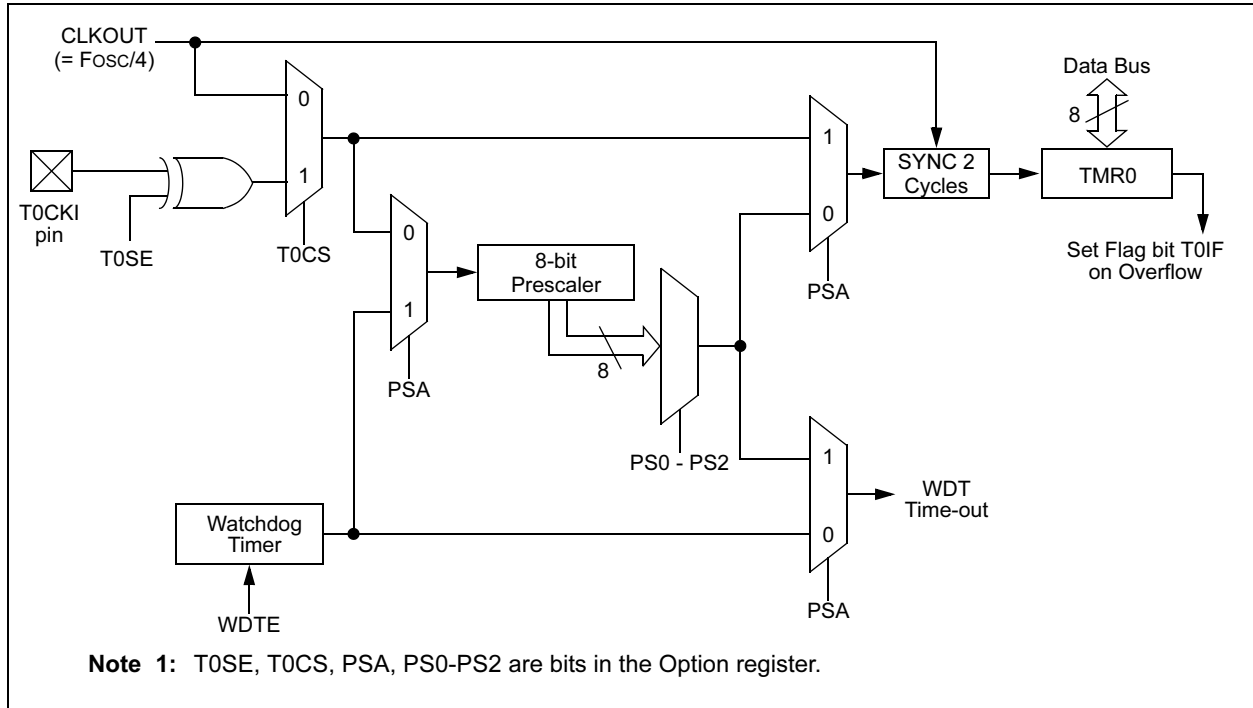 CLKOUT
(= FOSC/4)
Data Bus
8
0
1
1
0
T0CKI
pin
T0SE
T0CS
SYNC 2
Cycles
TMR0
0
1
8-bit
Prescaler
PSA
Set Flag bit T0IF
on Overflow
8
PSA
PS0 - PS2
1
0
WDT
Time-out
Watchdog
Timer
PSA
WDTE
Note 1: T0SE, T0CS, PSA, PS0-PS2 are bits in the Option register.